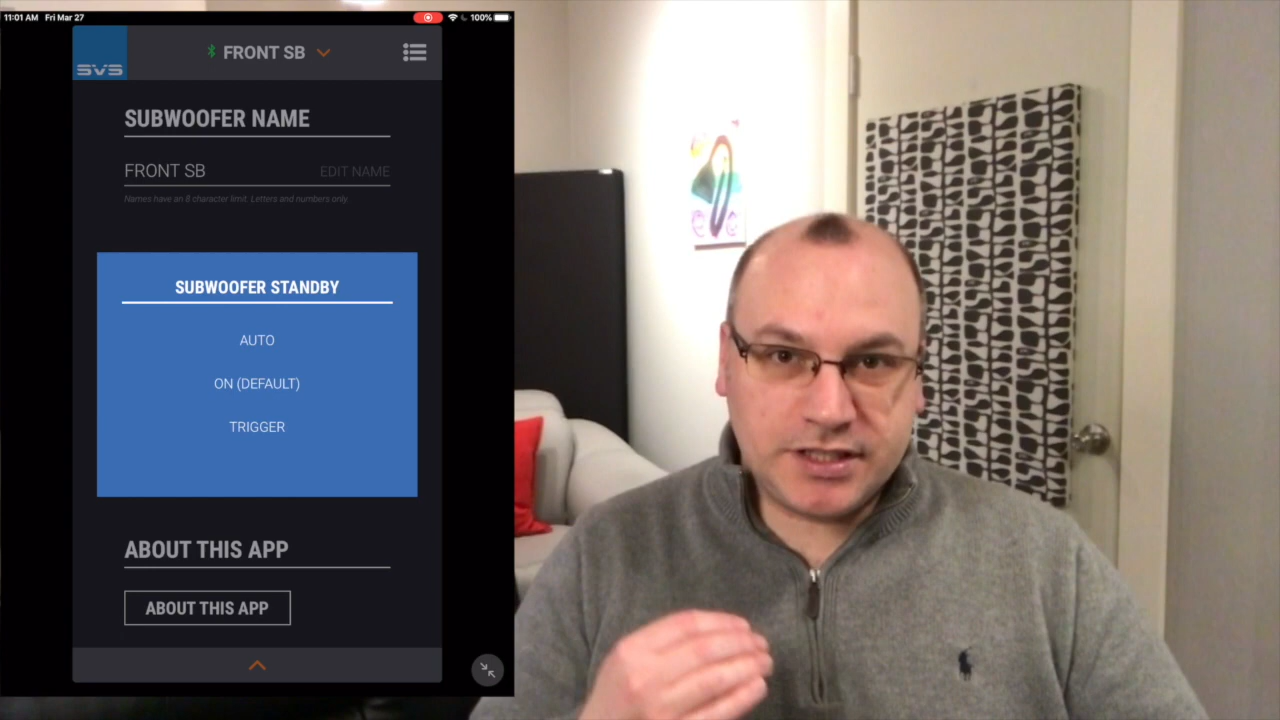 11:01 AM Fri Mar 27
100%
SVS
FRONT SB
SUBWOOFER NAME
FRONT SB
EDIT NAME
Names have an 8 character limit. Letters and numbers only.
SUBWOOFER STANDBY
AUTO
ON (DEFAULT)
TRIGGER
ABOUT THIS APP
ABOUT THIS APP